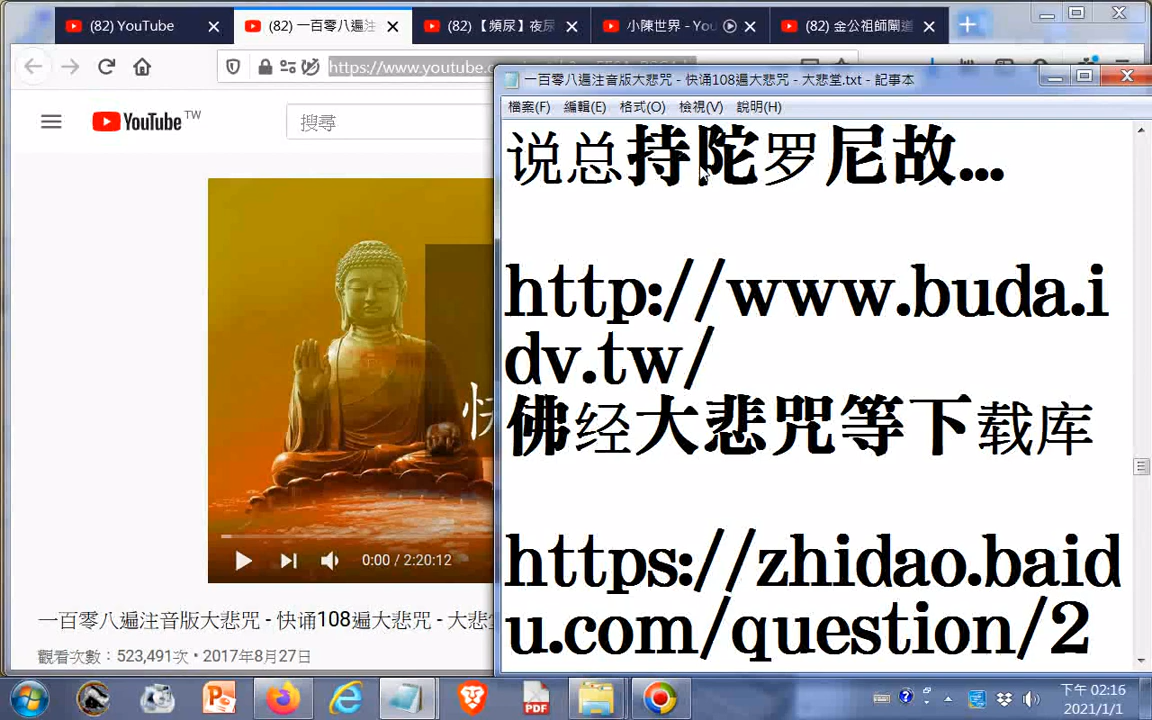 (82) YouTube
(82) 一百零八遍注
(82) 【頻尿】夜尿
小陳世界 - You
(82) 金公祖師闡道
https://www.youtube.c
YouTube TW
搜尋
快
0:00 / 2:20:12
一百零八遍注音版大悲咒 - 快诵108遍大悲咒 - 大悲堂
觀看次數：523,491次 • 2017年8月27日
一百零八遍注音版大悲咒 - 快诵108遍大悲咒 - 大悲堂.txt - 記事本
檔案(F) 編輯(E) 格式(O) 檢視(V) 說明(H)
说总持陀罗尼故...
http://www.buda.i
dv.tw/
佛经大悲咒等下载库
https://zhidao.baid
u.com/question/2
PDF
下午 02:16
2021/1/1